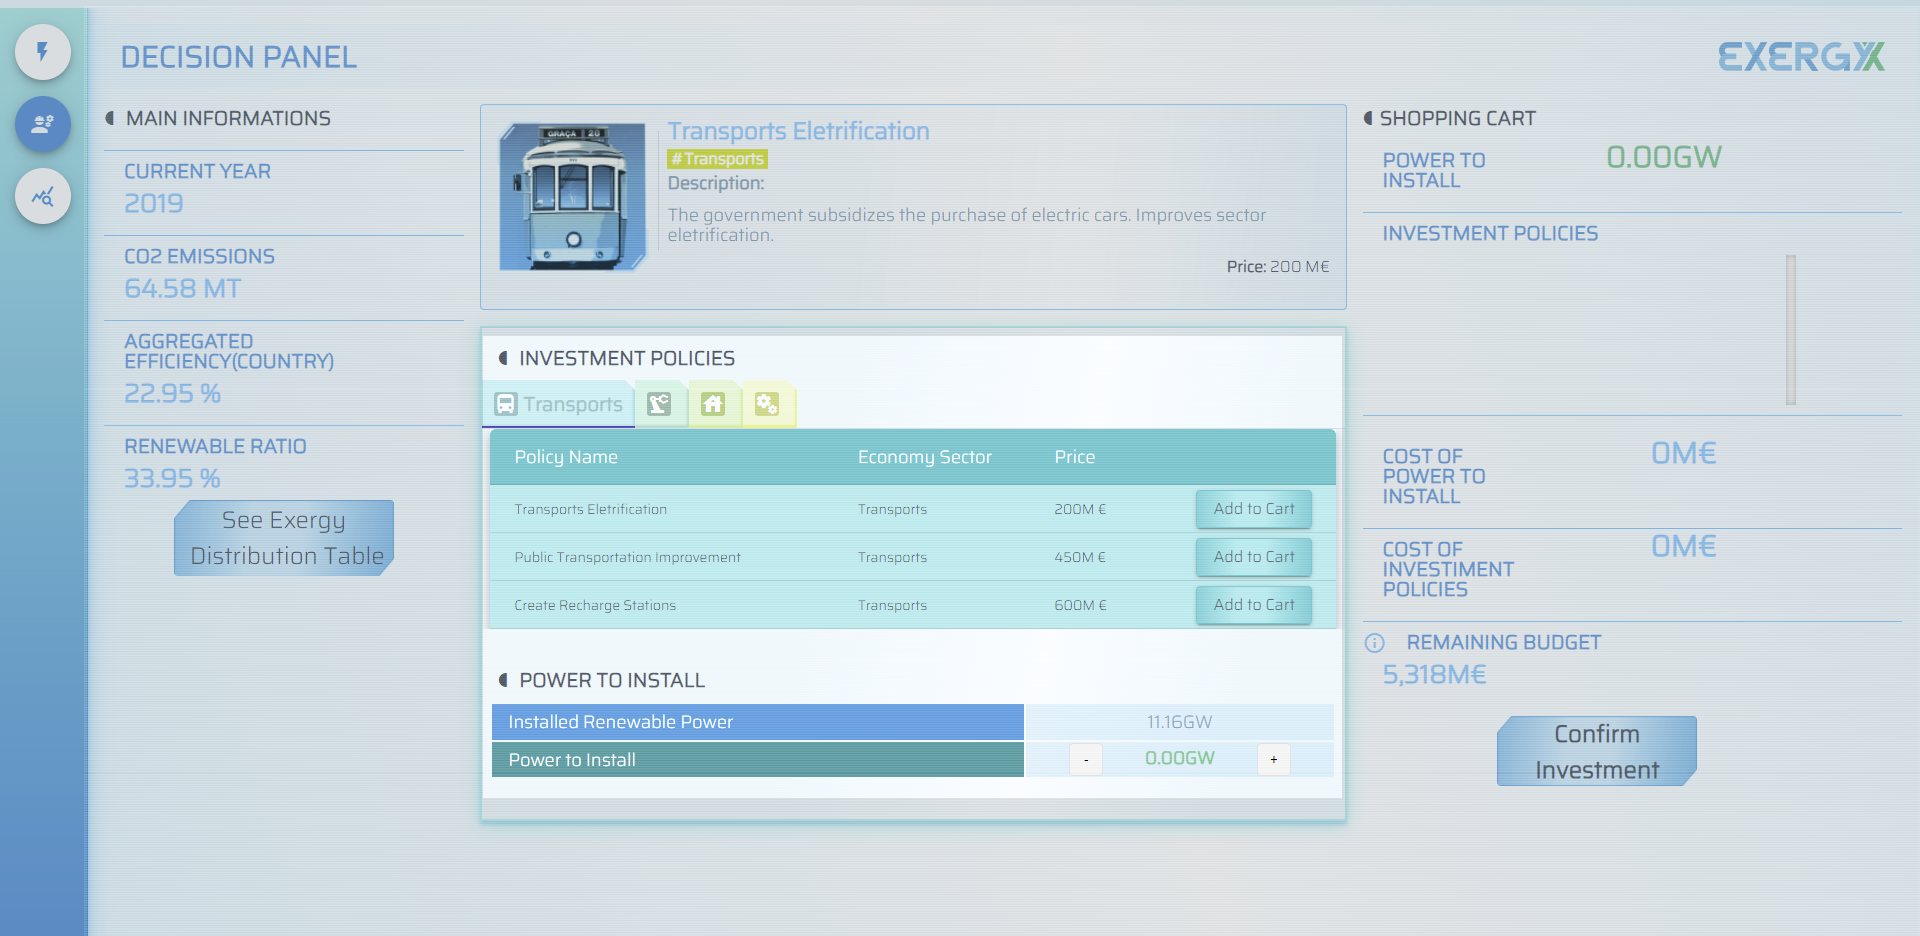 DECISION PANEL
EXERGY
MAIN INFORMATIONS
CURRENT YEAR
2019
CO2 EMISSIONS
64.58 MT
AGGREGATED
EFFICIENCY(COUNTRY)
22.95 %
RENEWABLE RATIO
33.95 %
See Exergy
Distribution Table
GRAÇA 28
Transports Eletrification
#Transports
Description:
The government subsidizes the purchase of electric cars. Improves sector
eletrification.
Price: 200 M€
INVESTMENT POLICIES
Transports
Policy Name Economy Sector Price
Transports Eletrification Transports 200M € Add to Cart
Public Transportation Improvement Transports 450M € Add to Cart
Create Recharge Stations Transports 600M € Add to Cart
POWER TO INSTALL
Installed Renewable Power 11.16GW
Power to Install - 0.00GW +
SHOPPING CART
POWER TO
INSTALL
0.00GW
INVESTMENT POLICIES
COST OF
POWER TO
INSTALL
0M€
COST OF
INVESTIMENT
POLICIES
0M€
REMAINING BUDGET
5,318M€
Confirm
Investment